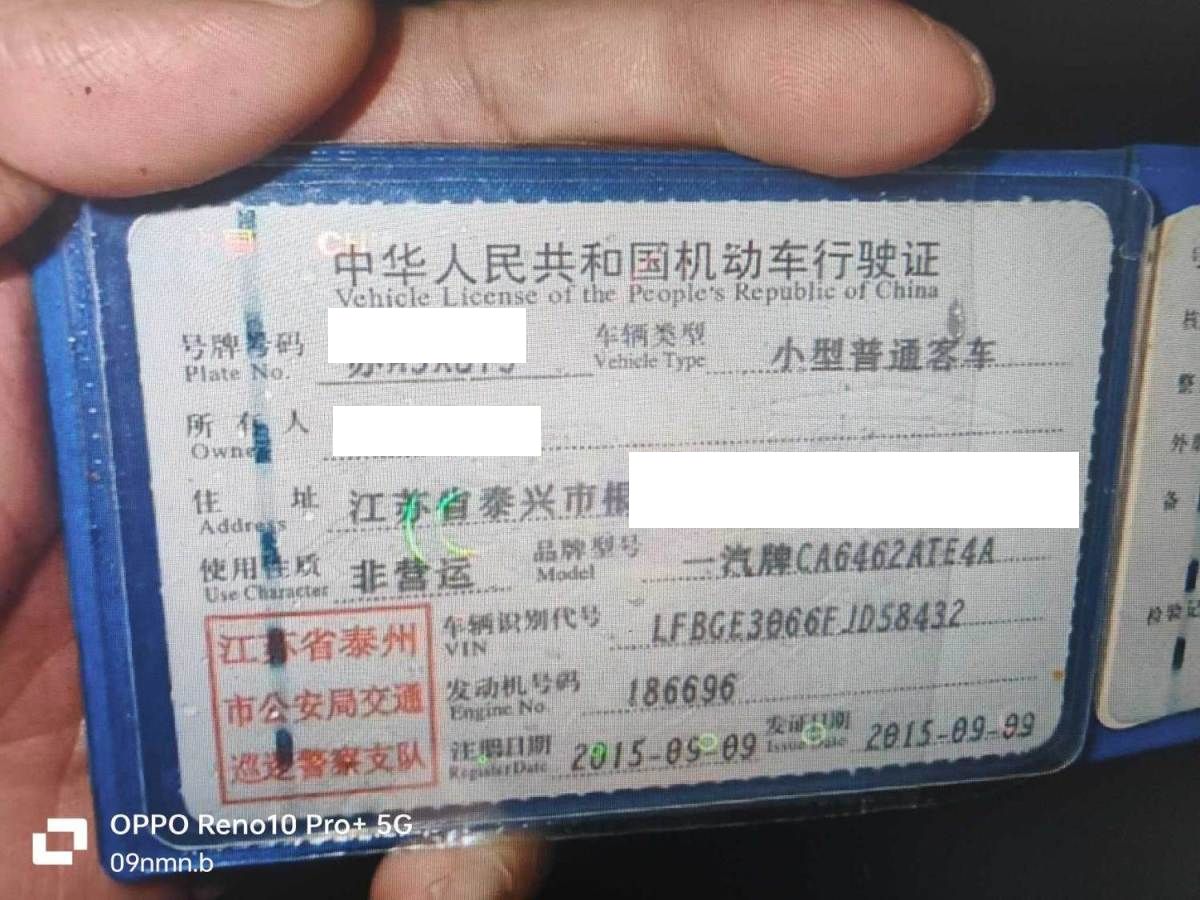 中华人民共和国机动车行驶证
Vehicle License of the People's Republic of China
号牌号码
Plate No.
车辆类型 小型普通客车
Vehicle Type
所有人
Owner
住址 江苏省泰兴市根
Address
使用性质 非营运
Use Character
品牌型号 一汽牌CA6462ATE4A
Model
江苏省泰州
市公安局交通
巡逻警察支队
车辆识别代号 LFBGE3066FJD58432
VIN
发动机号码 186696
Engine No.
注册日期 2015-09-09
Register Date
发证日期 2015-09-09
Issue Date
检验记
OPPO Reno10 Pro+ 5G
09nmn.b